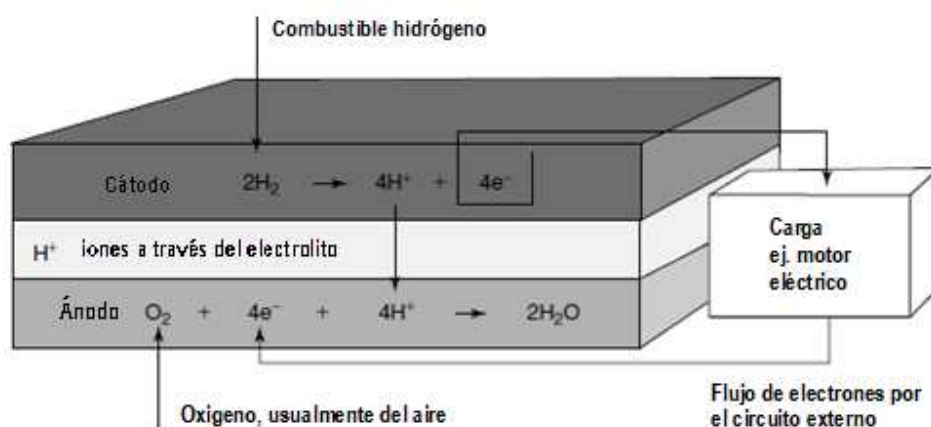 Combustible hidrógeno
Cátodo 2H₂ → 4H⁺ + 4e⁻
H⁺ iones a través del electrolito
Carga
ej. motor
eléctrico
Ánodo O₂ + 4e⁻ + 4H⁺ → 2H₂O
Oxigeno, usualmente del aire
Flujo de electrones por
el circuito externo